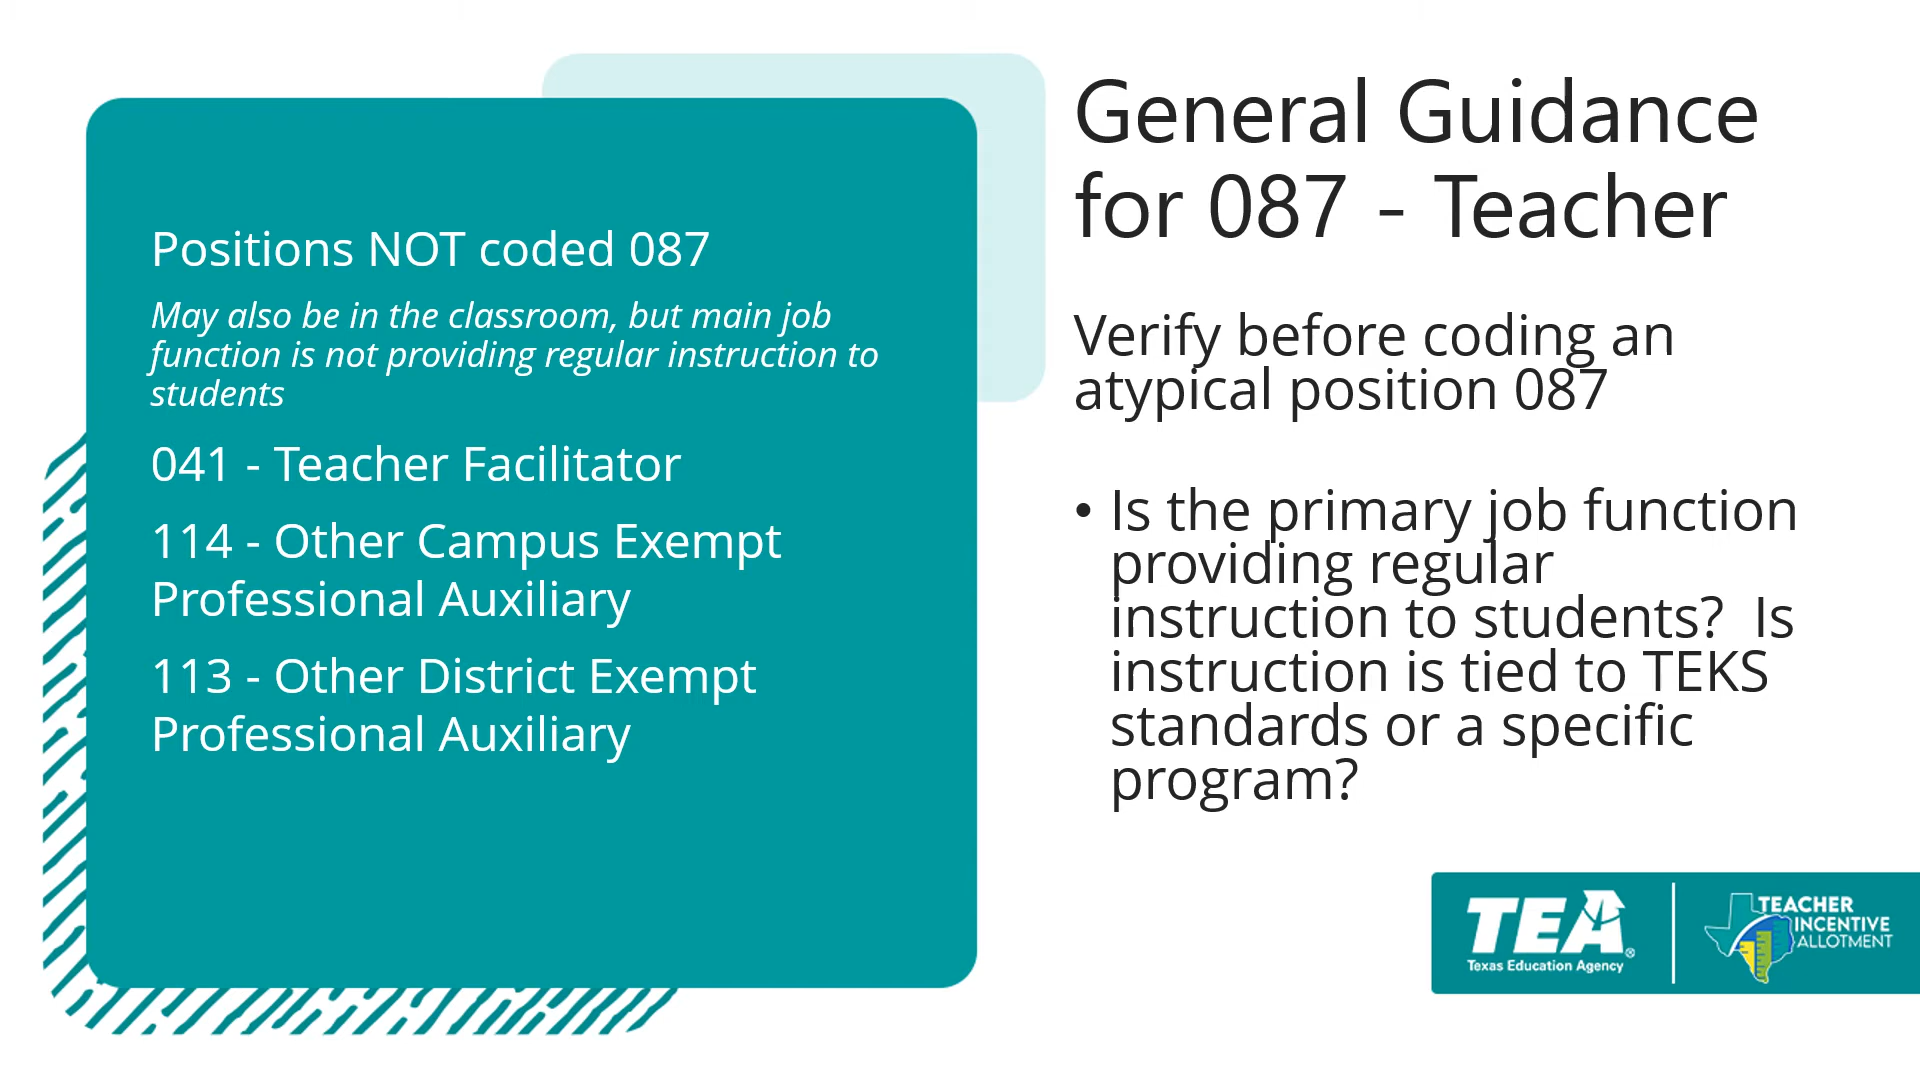 General Guidance
for 087 - Teacher
Positions NOT coded 087
May also be in the classroom, but main job
function is not providing regular instruction to
students
041 - Teacher Facilitator
114 - Other Campus Exempt
Professional Auxiliary
113 - Other District Exempt
Professional Auxiliary
Verify before coding an
atypical position 087
• Is the primary job function
providing regular
instruction to students?  Is
instruction is tied to TEKS
standards or a specific
program?
TEA®
Texas Education Agency
TEACHER
INCENTIVE
ALLOTMENT